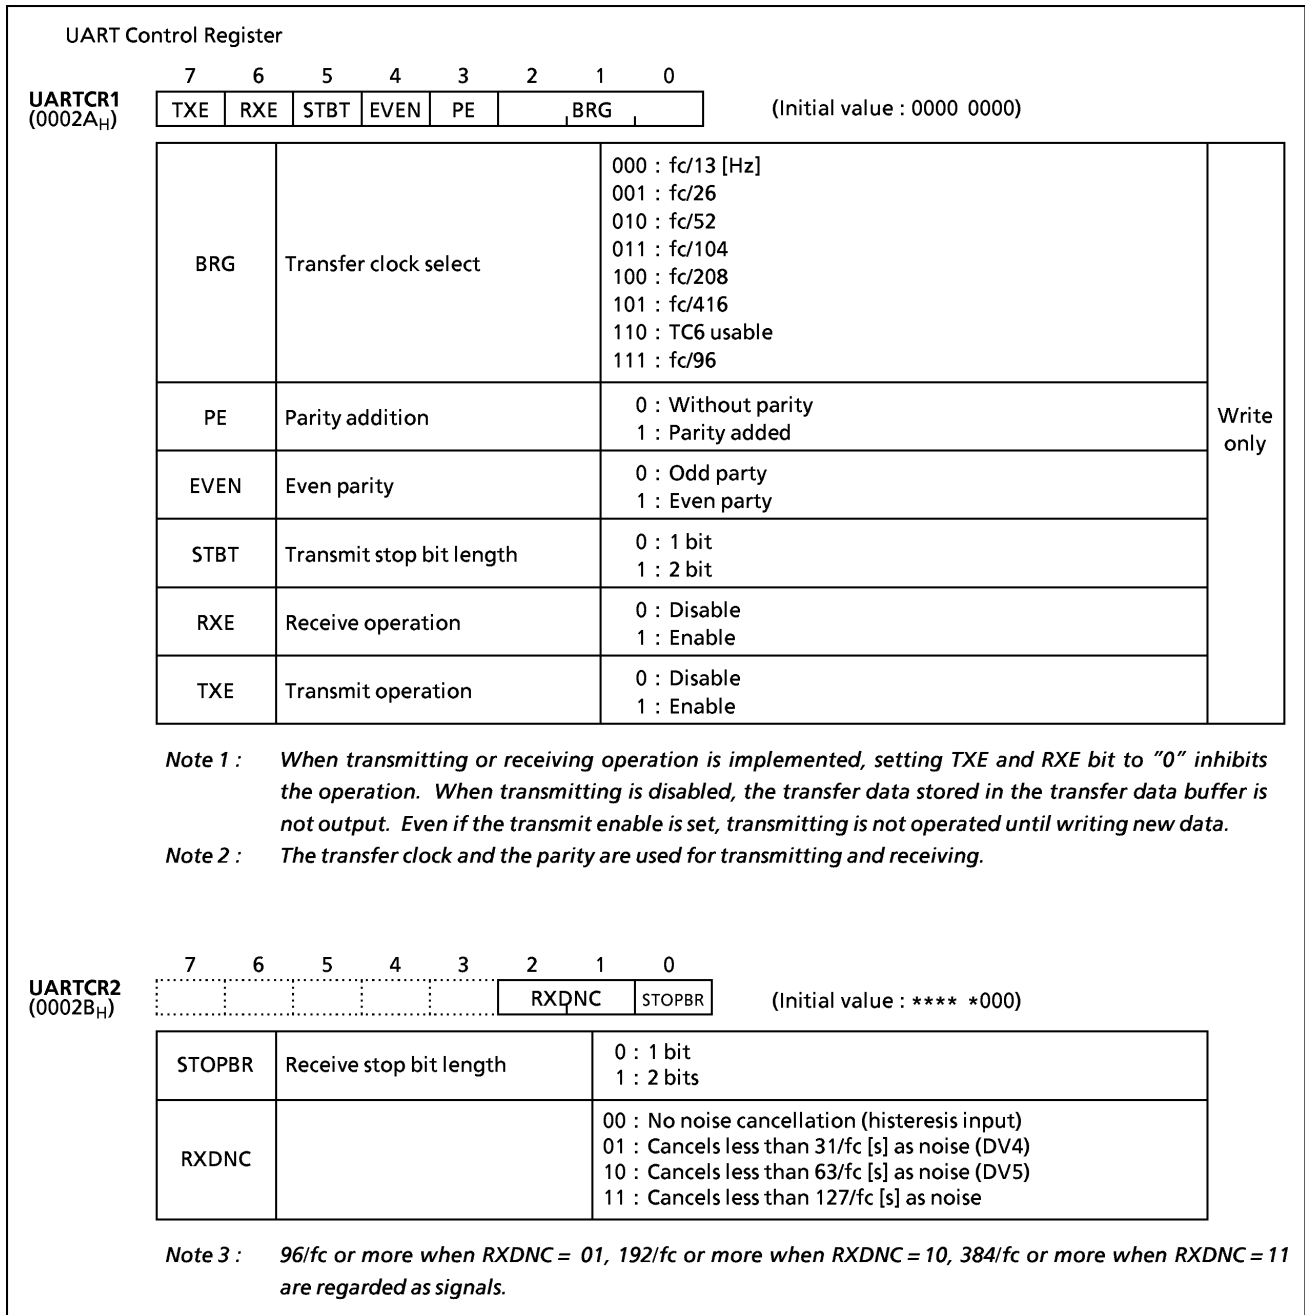 UART Control Register
7 6 5 4 3 2 1 0
UARTCR1
(0002AH)
TXE RXE STBT EVEN PE BRG (Initial value : 0000 0000)
BRG Transfer clock select
000 : fc/13 [Hz]
001 : fc/26
010 : fc/52
011 : fc/104
100 : fc/208
101 : fc/416
110 : TC6 usable
111 : fc/96
Write
only
PE Parity addition
0 : Without parity
1 : Parity added
EVEN Even parity
0 : Odd party
1 : Even party
STBT Transmit stop bit length
0 : 1 bit
1 : 2 bit
RXE Receive operation
0 : Disable
1 : Enable
TXE Transmit operation
0 : Disable
1 : Enable
Note 1 : When transmitting or receiving operation is implemented, setting TXE and RXE bit to "0" inhibits
the operation. When transmitting is disabled, the transfer data stored in the transfer data buffer is
not output. Even if the transmit enable is set, transmitting is not operated until writing new data.
Note 2 : The transfer clock and the parity are used for transmitting and receiving.
7 6 5 4 3 2 1 0
UARTCR2
(0002BH)
RXDNC STOPBR (Initial value : **** *000)
STOPBR Receive stop bit length
0 : 1 bit
1 : 2 bits
RXDNC
00 : No noise cancellation (histeresis input)
01 : Cancels less than 31/fc [s] as noise (DV4)
10 : Cancels less than 63/fc [s] as noise (DV5)
11 : Cancels less than 127/fc [s] as noise
Note 3 : 96/fc or more when RXDNC = 01, 192/fc or more when RXDNC = 10, 384/fc or more when RXDNC = 11
are regarded as signals.